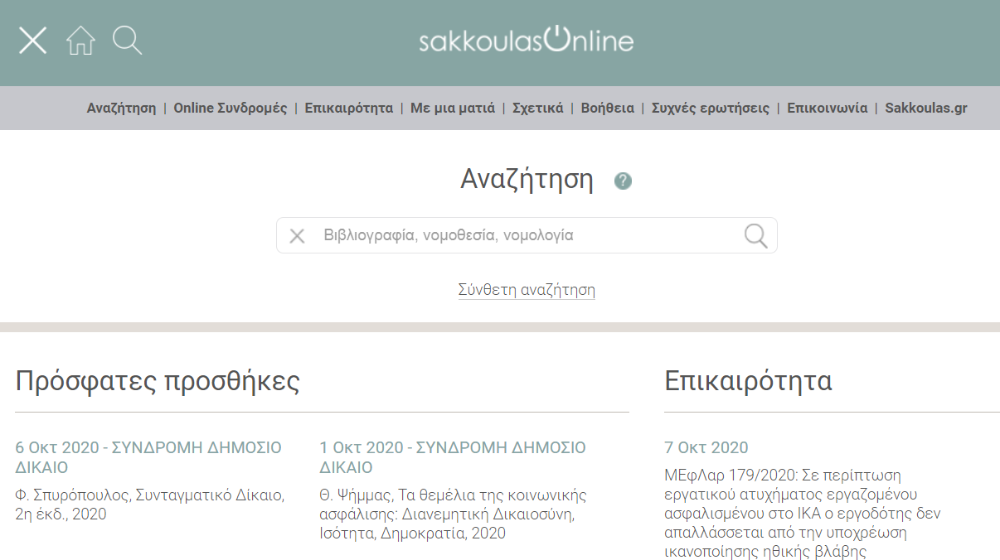 sakkoulasOnline
Αναζήτηση | Online Συνδρομές | Επικαιρότητα | Με μια ματιά | Σχετικά | Βοήθεια | Συχνές ερωτήσεις | Επικοινωνία | Sakkoulas.gr
Αναζήτηση ?
Βιβλιογραφία, νομοθεσία, νομολογία
Σύνθετη αναζήτηση
Πρόσφατες προσθήκες
6 Οκτ 2020 - ΣΥΝΔΡΟΜΗ ΔΗΜΟΣΙΟ
ΔΙΚΑΙΟ
Φ. Σπυρόπουλος, Συνταγματικό Δίκαιο,
2η έκδ., 2020
1 Οκτ 2020 - ΣΥΝΔΡΟΜΗ ΔΗΜΟΣΙΟ
ΔΙΚΑΙΟ
Θ. Ψήμμας, Τα θεμέλια της κοινωνικής
ασφάλισης: Διανεμητική Δικαιοσύνη,
Ισότητα, Δημοκρατία, 2020
Επικαιρότητα
7 Οκτ 2020
ΜΕφΛαρ 179/2020: Σε περίπτωση
εργατικού ατυχήματος εργαζομένου
ασφαλισμένου στο ΙΚΑ ο εργοδότης δεν
απαλλάσσεται από την υποχρέωση
ικανοποίησης ηθικής βλάβης